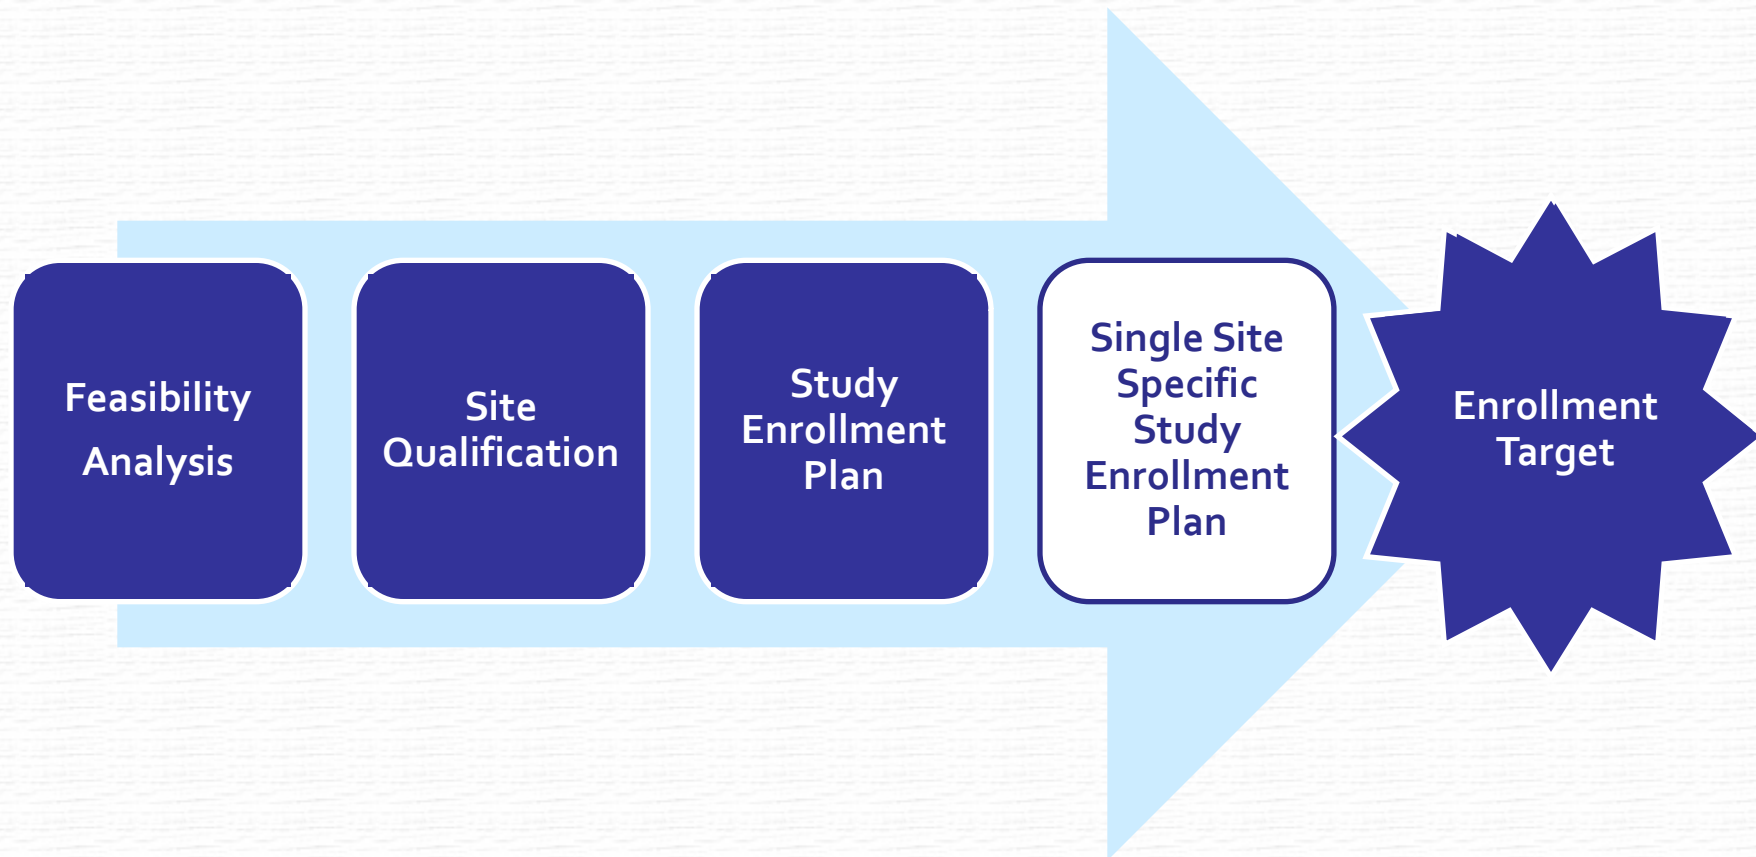 Feasibility
Analysis
Site
Qualification
Study
Enrollment
Plan
Single Site
Specific
Study
Enrollment
Plan
Enrollment
Target